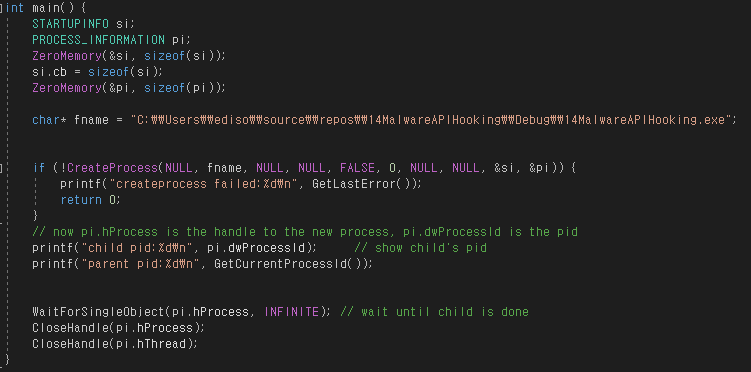 int main() {
STARTUPINFO si;
PROCESS_INFORMATION pi;
ZeroMemory(&si, sizeof(si));
si.cb = sizeof(si);
ZeroMemory(&pi, sizeof(pi));
char* fname = "C:₩₩Users₩₩ediso₩₩source₩₩repos₩₩14MalwareAPIHooking₩₩Debug₩₩14MalwareAPIHooking.exe";
if (!CreateProcess(NULL, fname, NULL, NULL, FALSE, 0, NULL, NULL, &si, &pi)) {
printf("createprocess failed:%d₩n", GetLastError());
return 0;
}
// now pi.hProcess is the handle to the new process, pi.dwProcessId is the pid
printf("child pid:%d₩n", pi.dwProcessId); // show child's pid
printf("parent pid:%d₩n", GetCurrentProcessId());
WaitForSingleObject(pi.hProcess, INFINITE); // wait until child is done
CloseHandle(pi.hProcess);
CloseHandle(pi.hThread);
}